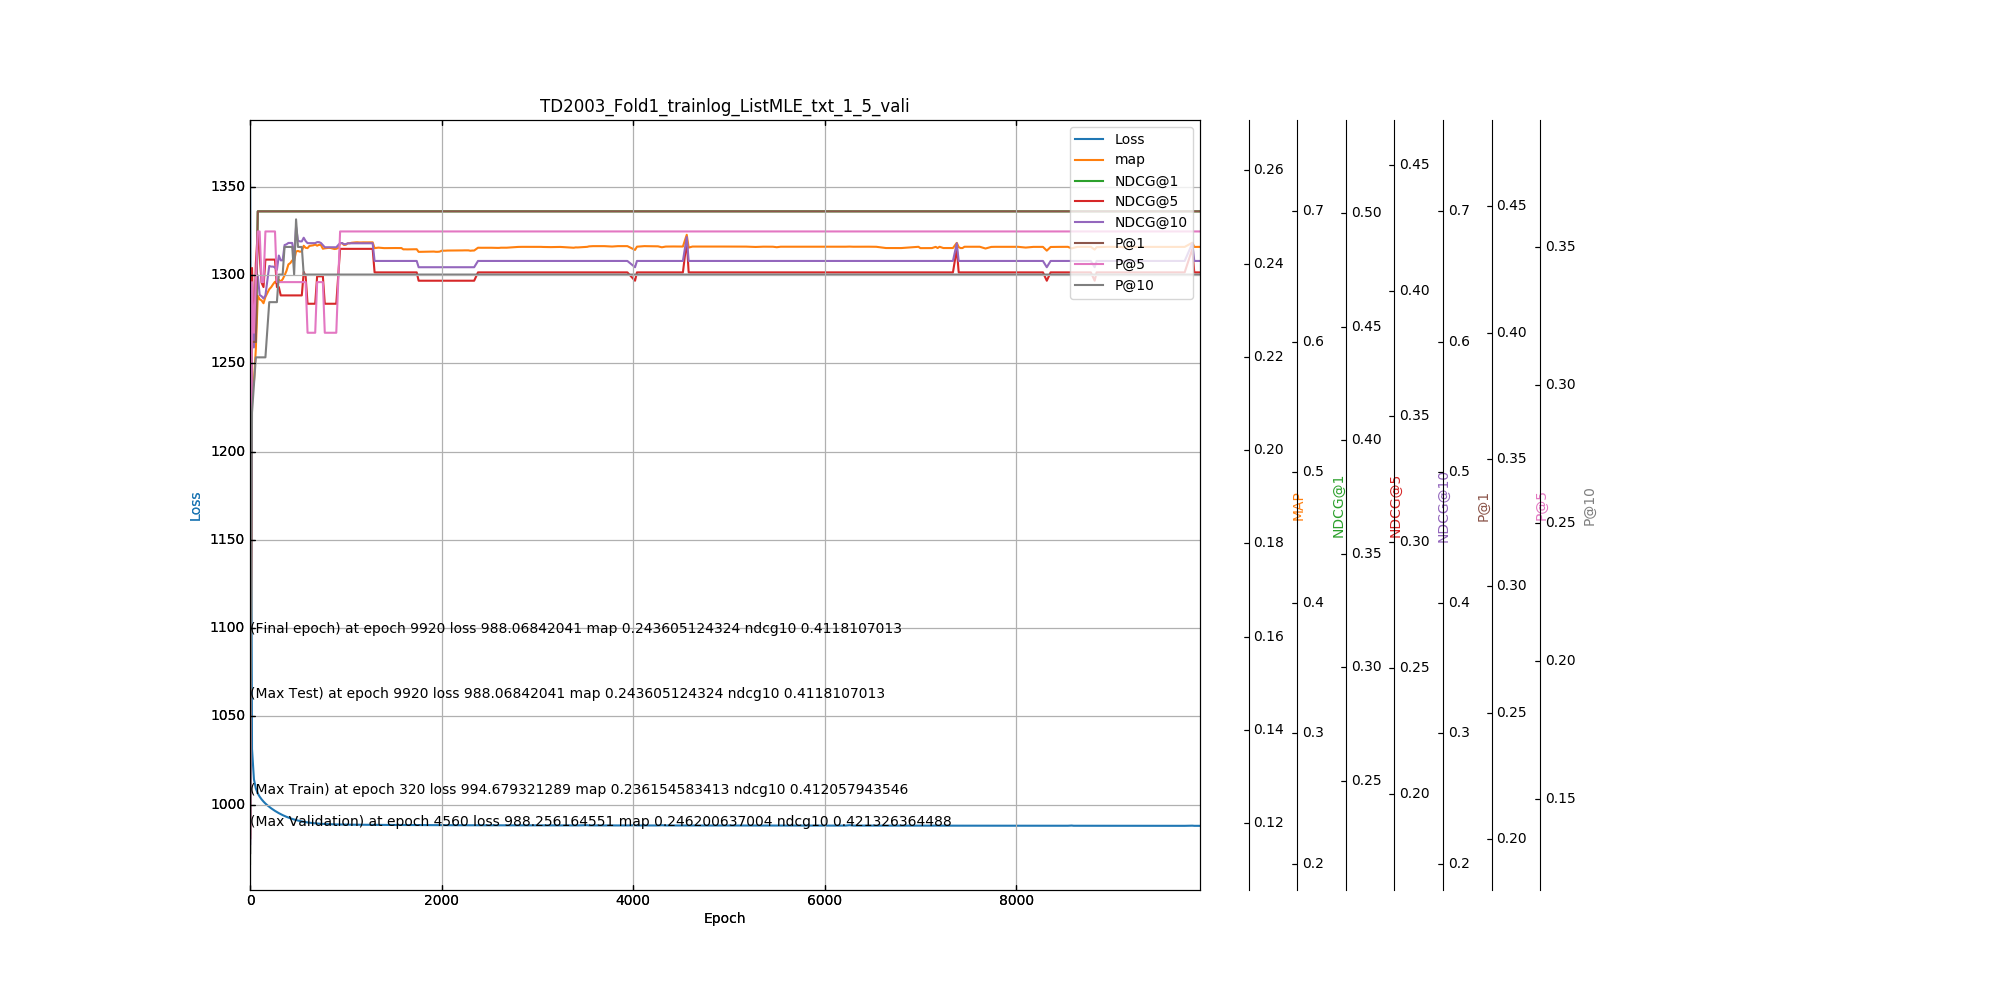 TD2003_Fold1_trainlog_ListMLE_txt_1_5_vali
Loss
map
NDCG@1
NDCG@5
NDCG@10
P@1
P@5
P@10
1350
1300
1250
1200
1150
1100
1050
1000
Loss
(Final epoch) at epoch 9920 loss 988.06842041 map 0.243605124324 ndcg10 0.4118107013
(Max Test) at epoch 9920 loss 988.06842041 map 0.243605124324 ndcg10 0.4118107013
(Max Train) at epoch 320 loss 994.679321289 map 0.236154583413 ndcg10 0.412057943546
(Max Validation) at epoch 4560 loss 988.256164551 map 0.246200637004 ndcg10 0.421326364488
0 2000 4000 6000 8000
Epoch
0.26
0.24
0.22
0.20
0.18
0.16
0.14
0.12
MAP
0.7
0.6
0.5
0.4
0.3
0.2
NDCG@1
0.50
0.45
0.40
0.35
0.30
0.25
NDCG@5
0.45
0.40
0.35
0.30
0.25
0.20
NDCG@10
0.7
0.6
0.5
0.4
0.3
0.2
P@1
0.45
0.40
0.35
0.30
0.25
0.20
P@5
0.35
0.30
0.25
0.20
0.15
P@10